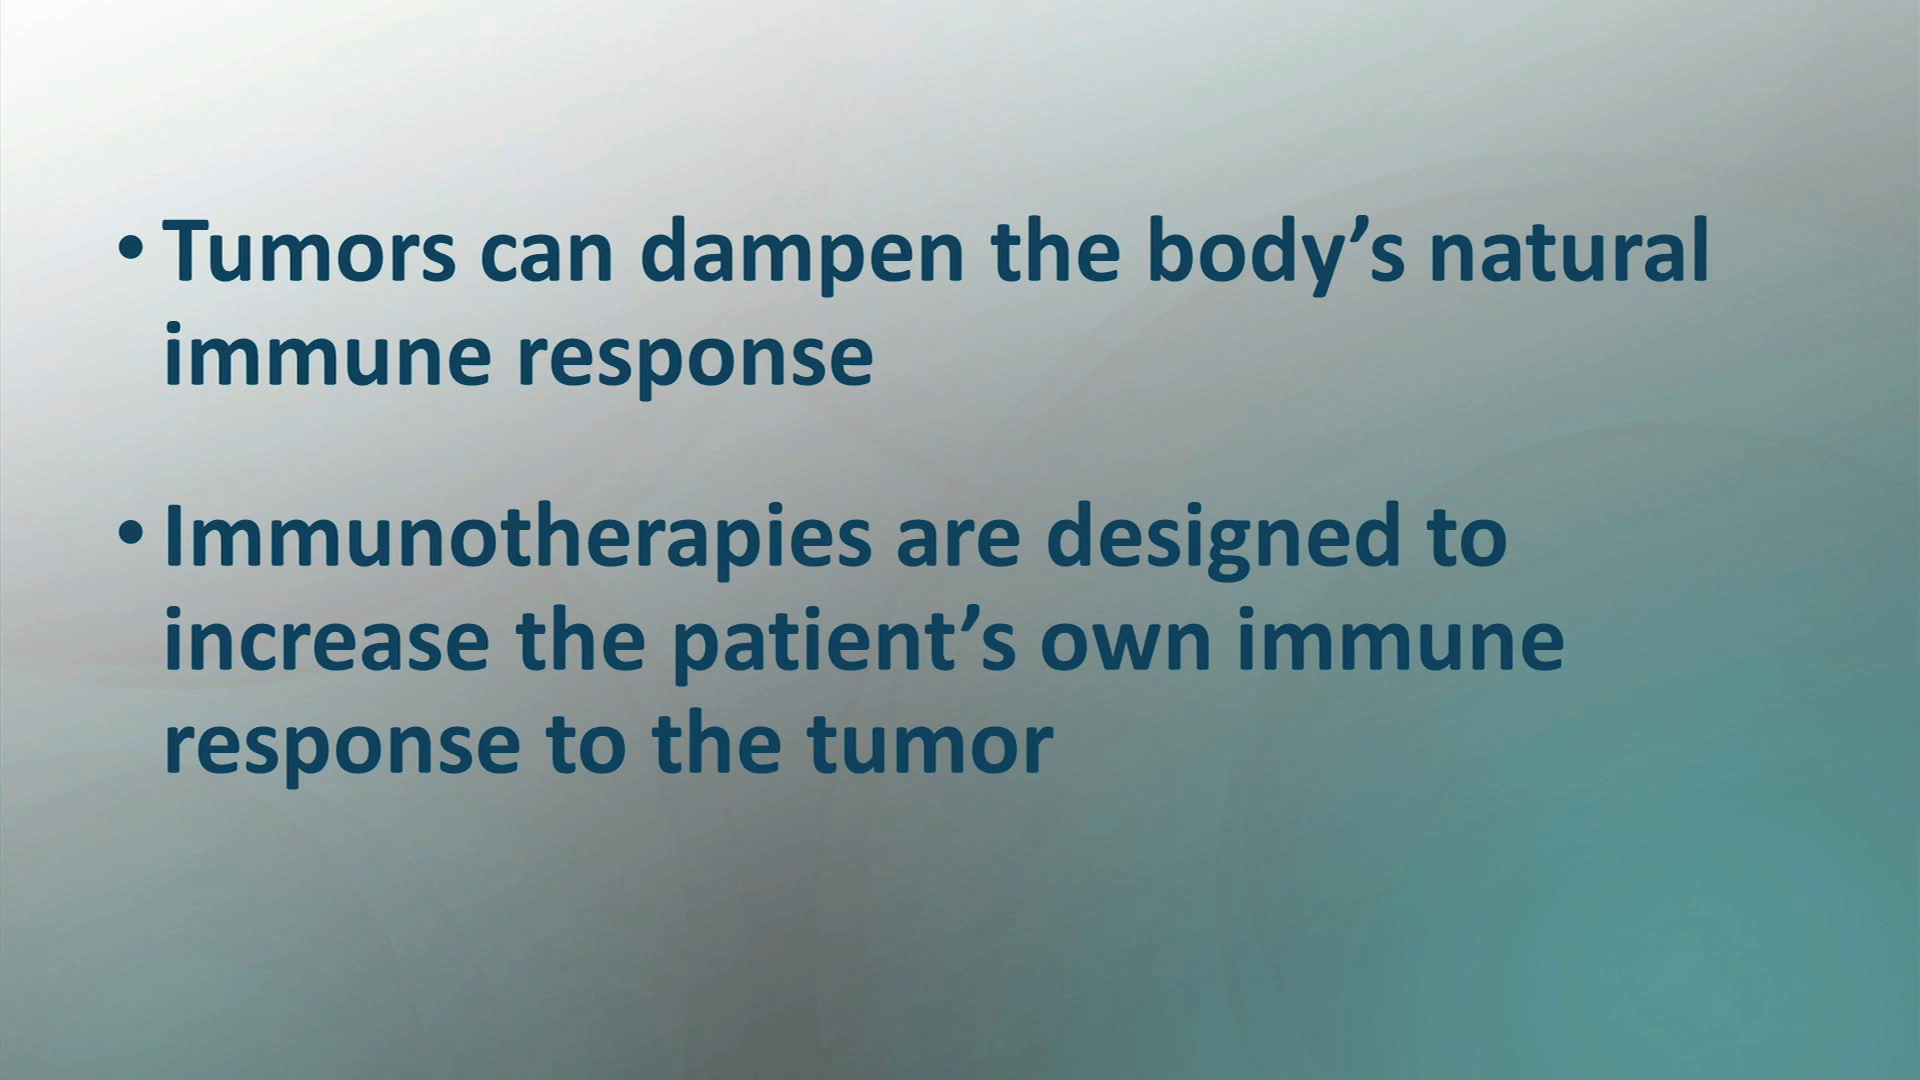 • Tumors can dampen the body’s natural
immune response
• Immunotherapies are designed to
increase the patient’s own immune
response to the tumor